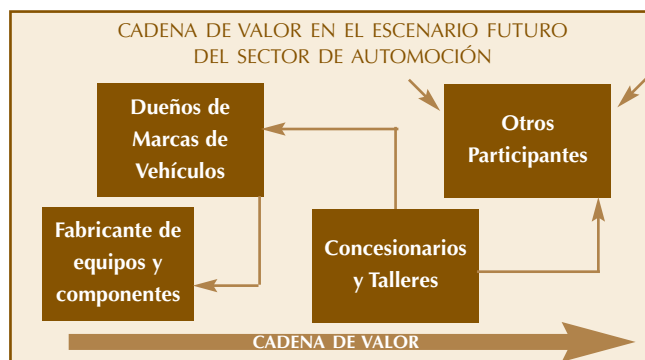 CADENA DE VALOR EN EL ESCENARIO FUTURO
DEL SECTOR DE AUTOMOCIÓN
Dueños de
Marcas de
Vehículos
Otros
Participantes
Fabricante de
equipos y
componentes
Concesionarios
y Talleres
CADENA DE VALOR